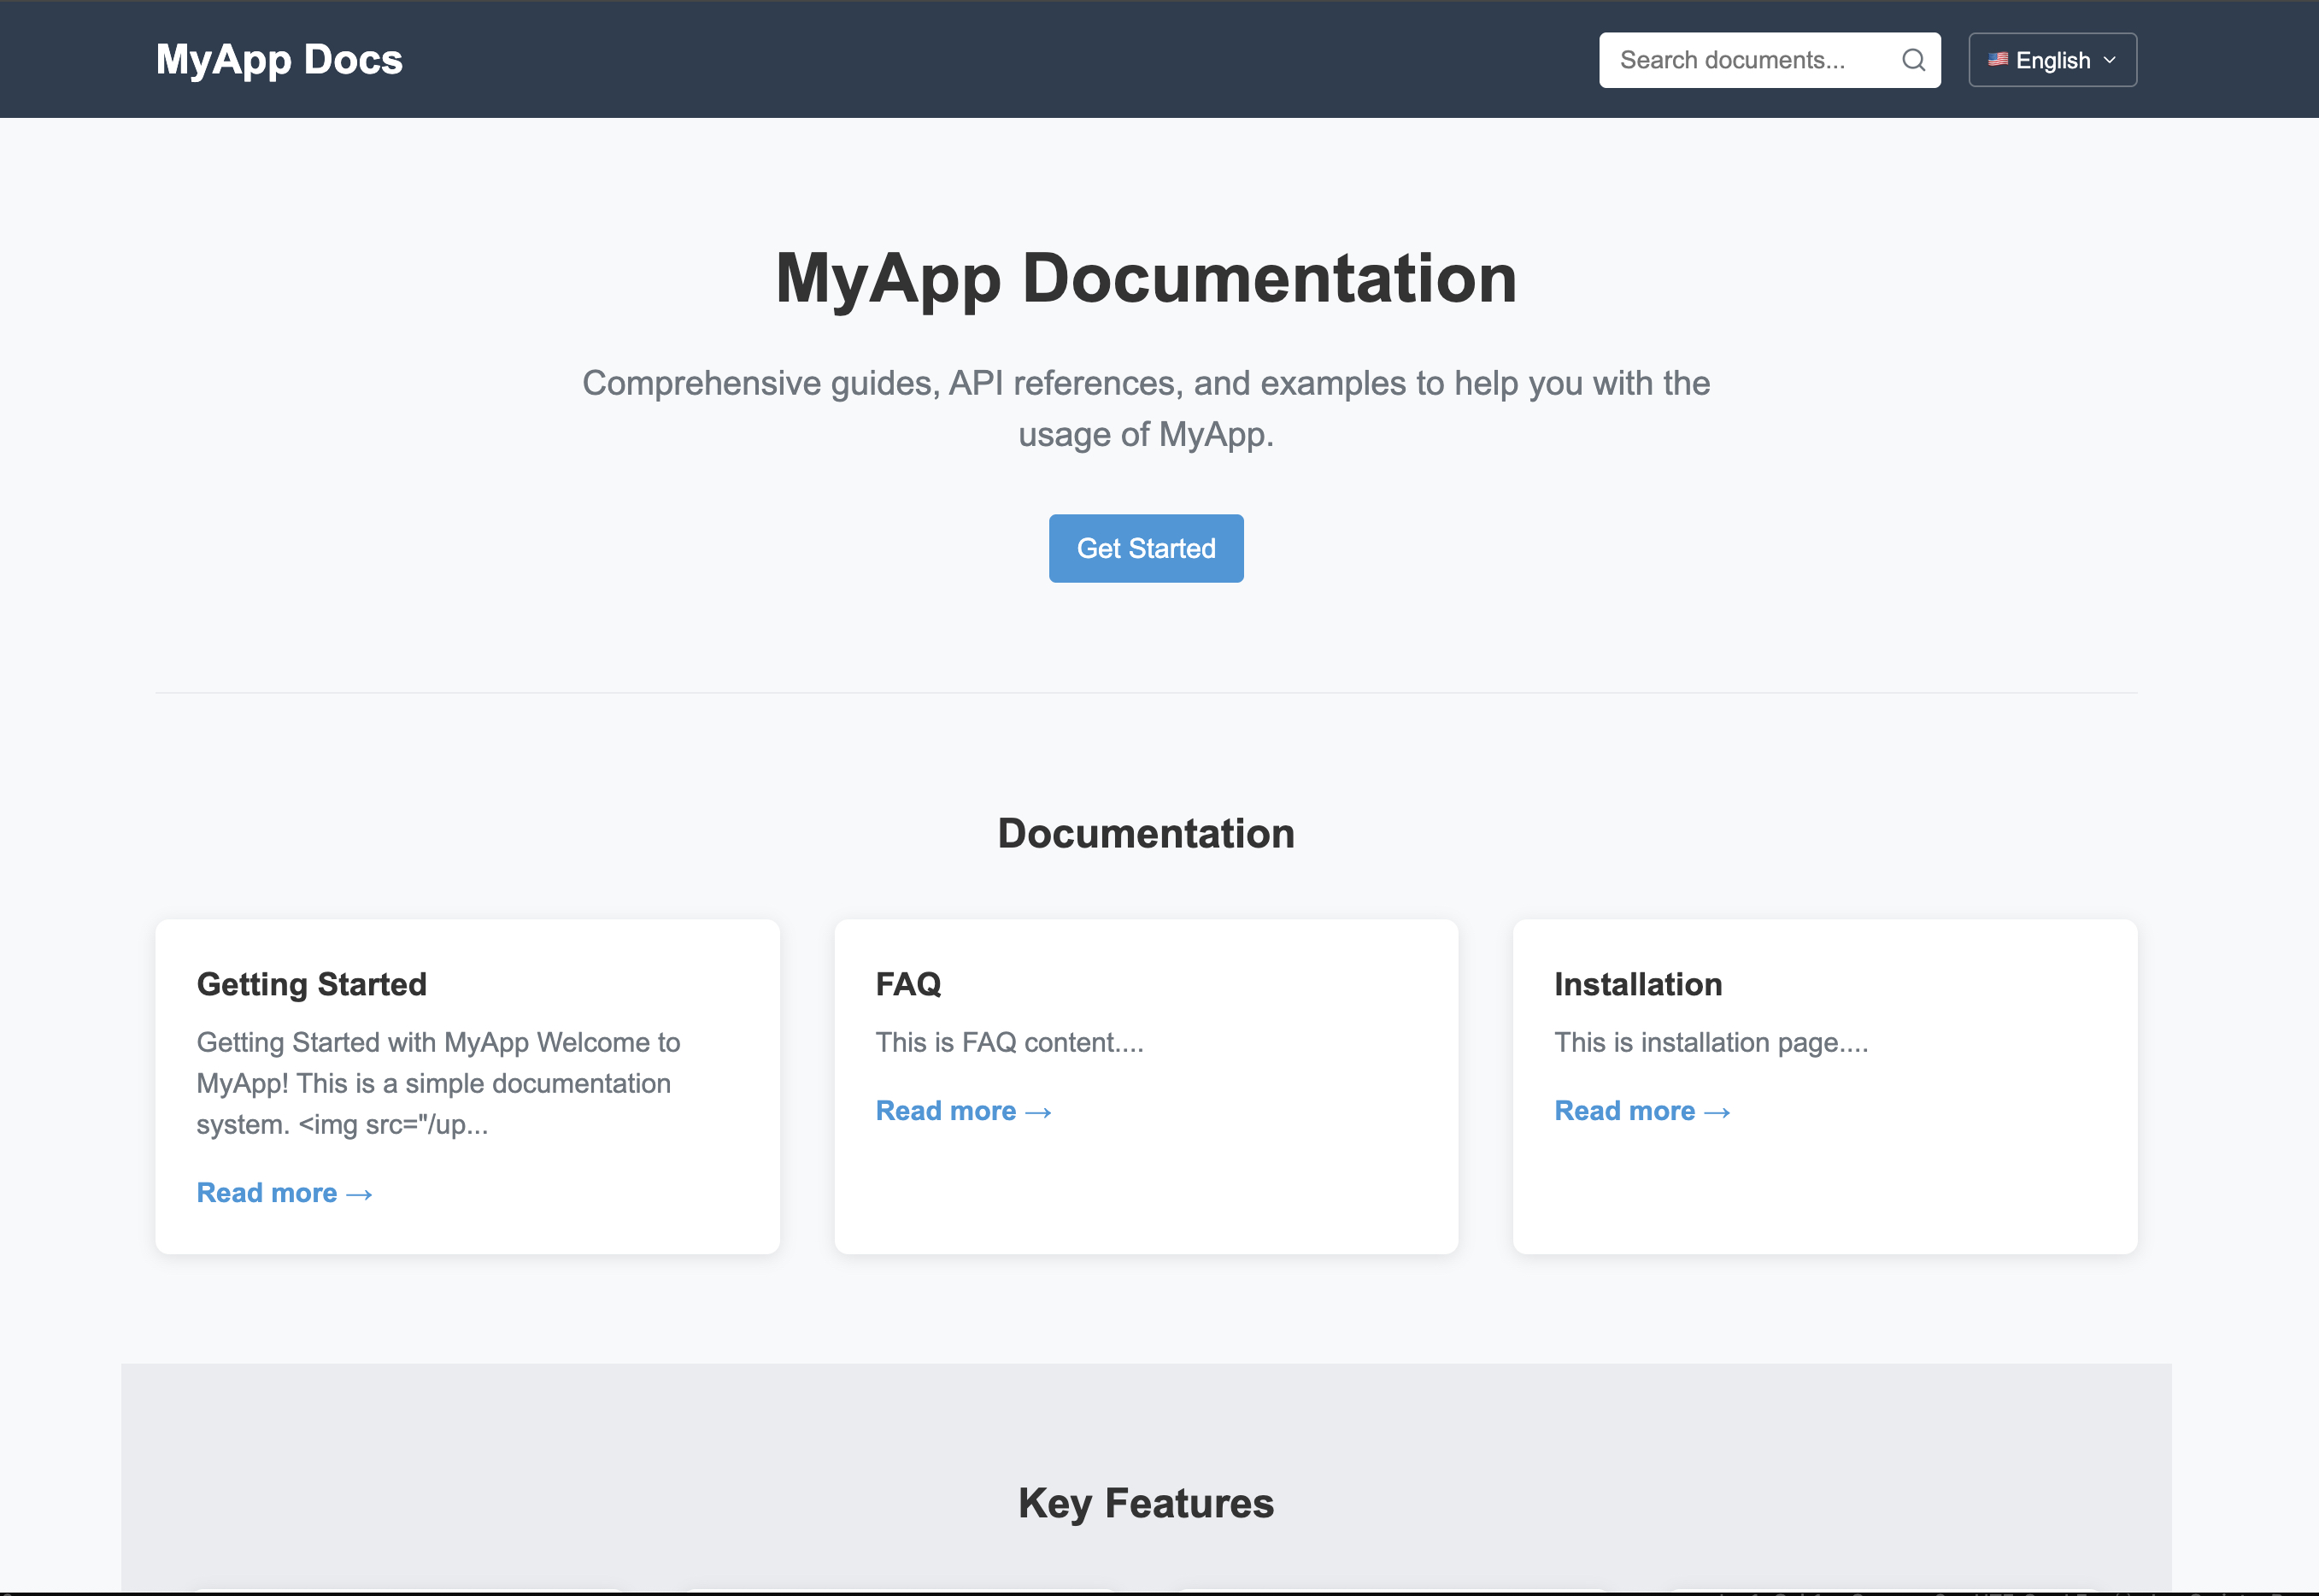 MyApp Docs
Search documents...
English
MyApp Documentation
Comprehensive guides, API references, and examples to help you with the
usage of MyApp.
Get Started
Documentation
Getting Started
Getting Started with MyApp Welcome to
MyApp! This is a simple documentation
system. <img src="/up...
Read more →
FAQ
This is FAQ content....
Read more →
Installation
This is installation page....
Read more →
Key Features